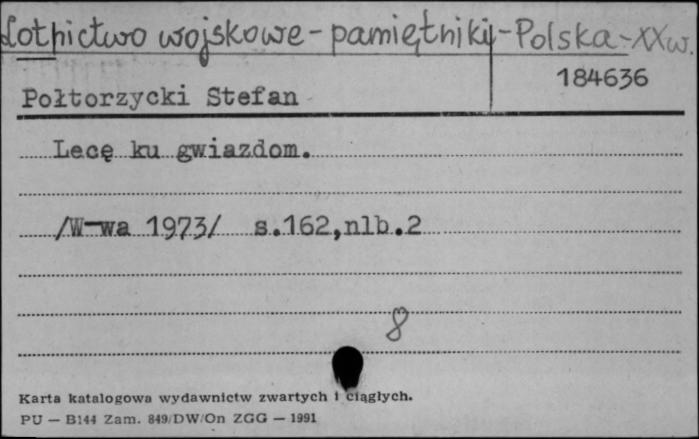 Lotnictwo wojskowe - pamiętniki - Polska - XX w.
184636
Połtorzycki Stefan
Lecę ku gwiazdom.
/W-wa 1973/ s.162,nlb.2
8
Karta katalogowa wydawnictw zwartych i ciągłych.
PU — B144 Zam. 849/DW/On ZGG — 1991